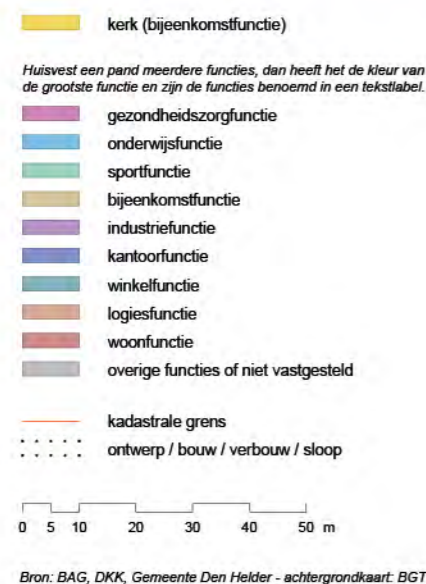 kerk (bijeenkomstfunctie)
Huisvest een pand meerdere functies, dan heeft het de kleur van
de grootste functie en zijn de functies benoemd in een tekstlabel.
gezondheidszorgfunctie
onderwijsfunctie
sportfunctie
bijeenkomstfunctie
industriefunctie
kantoorfunctie
winkelfunctie
logiesfunctie
woonfunctie
overige functies of niet vastgesteld
kadastrale grens
ontwerp / bouw / verbouw / sloop
0 5 10 20 30 40 50 m
Bron: BAG, DKK, Gemeente Den Helder - achtergrondkaart: BGT